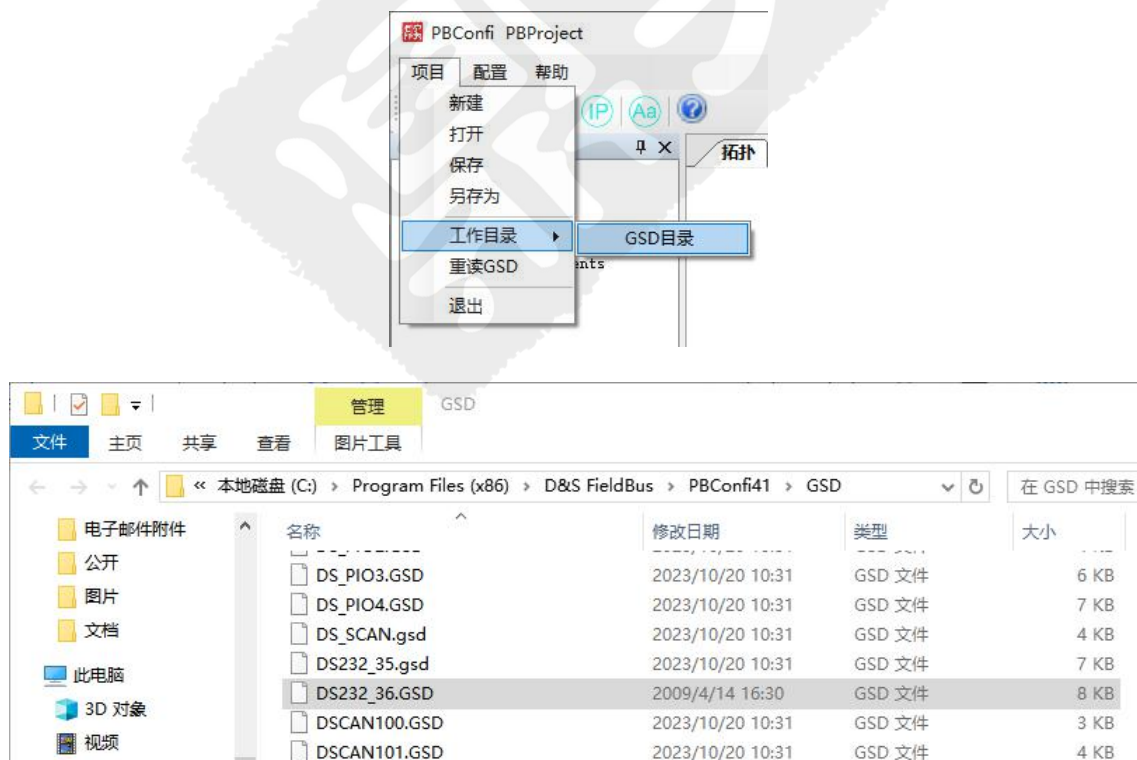 PBConfi PBProject
项目 配置 帮助
新建
打开
保存
另存为
工作目录
GSD目录
重读GSD
ents
退出
IP Aa
拓扑
管理 GSD
文件 主页 共享 查看 图片工具
« 本地磁盘 (C:) › Program Files (x86) › D&S FieldBus › PBConfi41 › GSD
在 GSD 中搜索
电子邮件附件
公开
图片
文档
此电脑
3D 对象
视频
名称 修改日期 类型 大小
DS_PIO3.GSD 2023/10/20 10:31 GSD 文件 6 KB
DS_PIO4.GSD 2023/10/20 10:31 GSD 文件 7 KB
DS_SCAN.gsd 2023/10/20 10:31 GSD 文件 4 KB
DS232_35.gsd 2023/10/20 10:31 GSD 文件 7 KB
DS232_36.GSD 2009/4/14 16:30 GSD 文件 8 KB
DSCAN100.GSD 2023/10/20 10:31 GSD 文件 3 KB
DSCAN101.GSD 2023/10/20 10:31 GSD 文件 4 KB